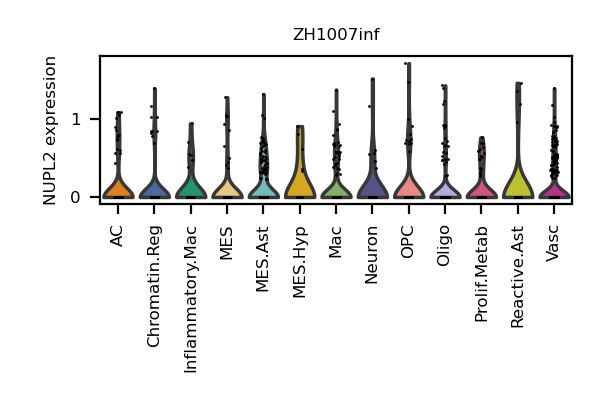 ZH1007inf
NUPL2 expression
1
0
AC
Chromatin.Reg
Inflammatory.Mac
MES
MES.Ast
MES.Hyp
Mac
Neuron
OPC
Oligo
Prolif.Metab
Reactive.Ast
Vasc